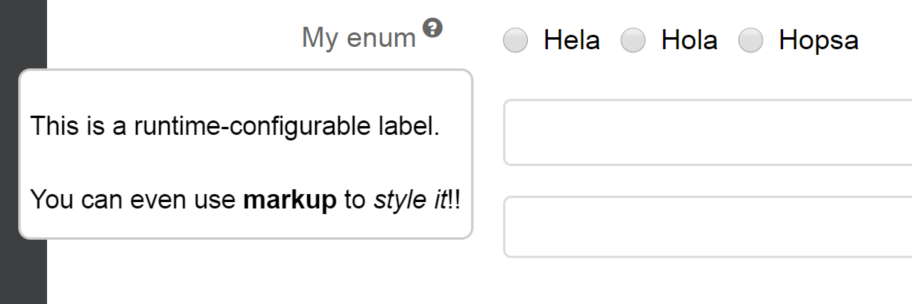 My enum ?
Hela Hola Hopsa
This is a runtime-configurable label.
You can even use markup to style it!!